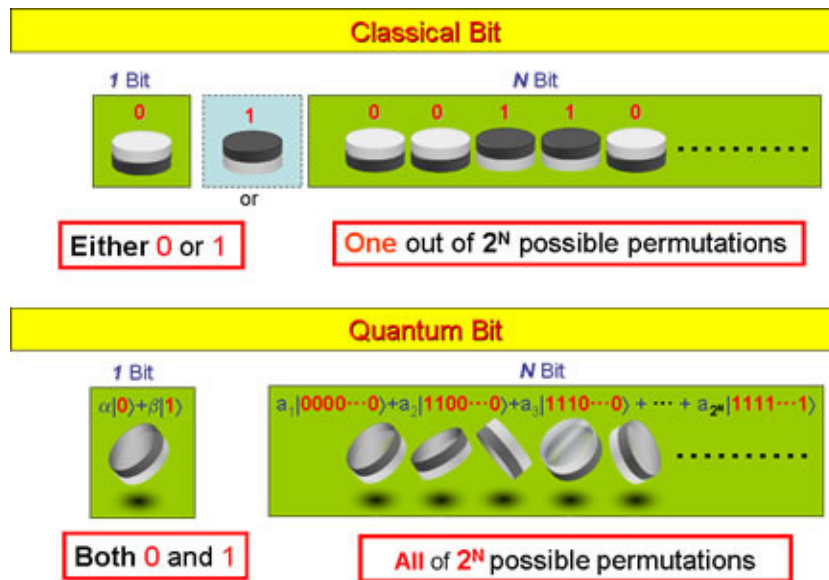 Classical Bit
1 Bit
N Bit
0
1
0 0 1 1 0
or
Either 0 or 1
One out of 2ᴺ possible permutations
Quantum Bit
1 Bit
N Bit
α|0⟩+β|1⟩
a₁|0000···0⟩+a₂|1100···0⟩+a₃|1110···0⟩ + ··· + a₂ᴺ|1111···1⟩
Both 0 and 1
All of 2ᴺ possible permutations